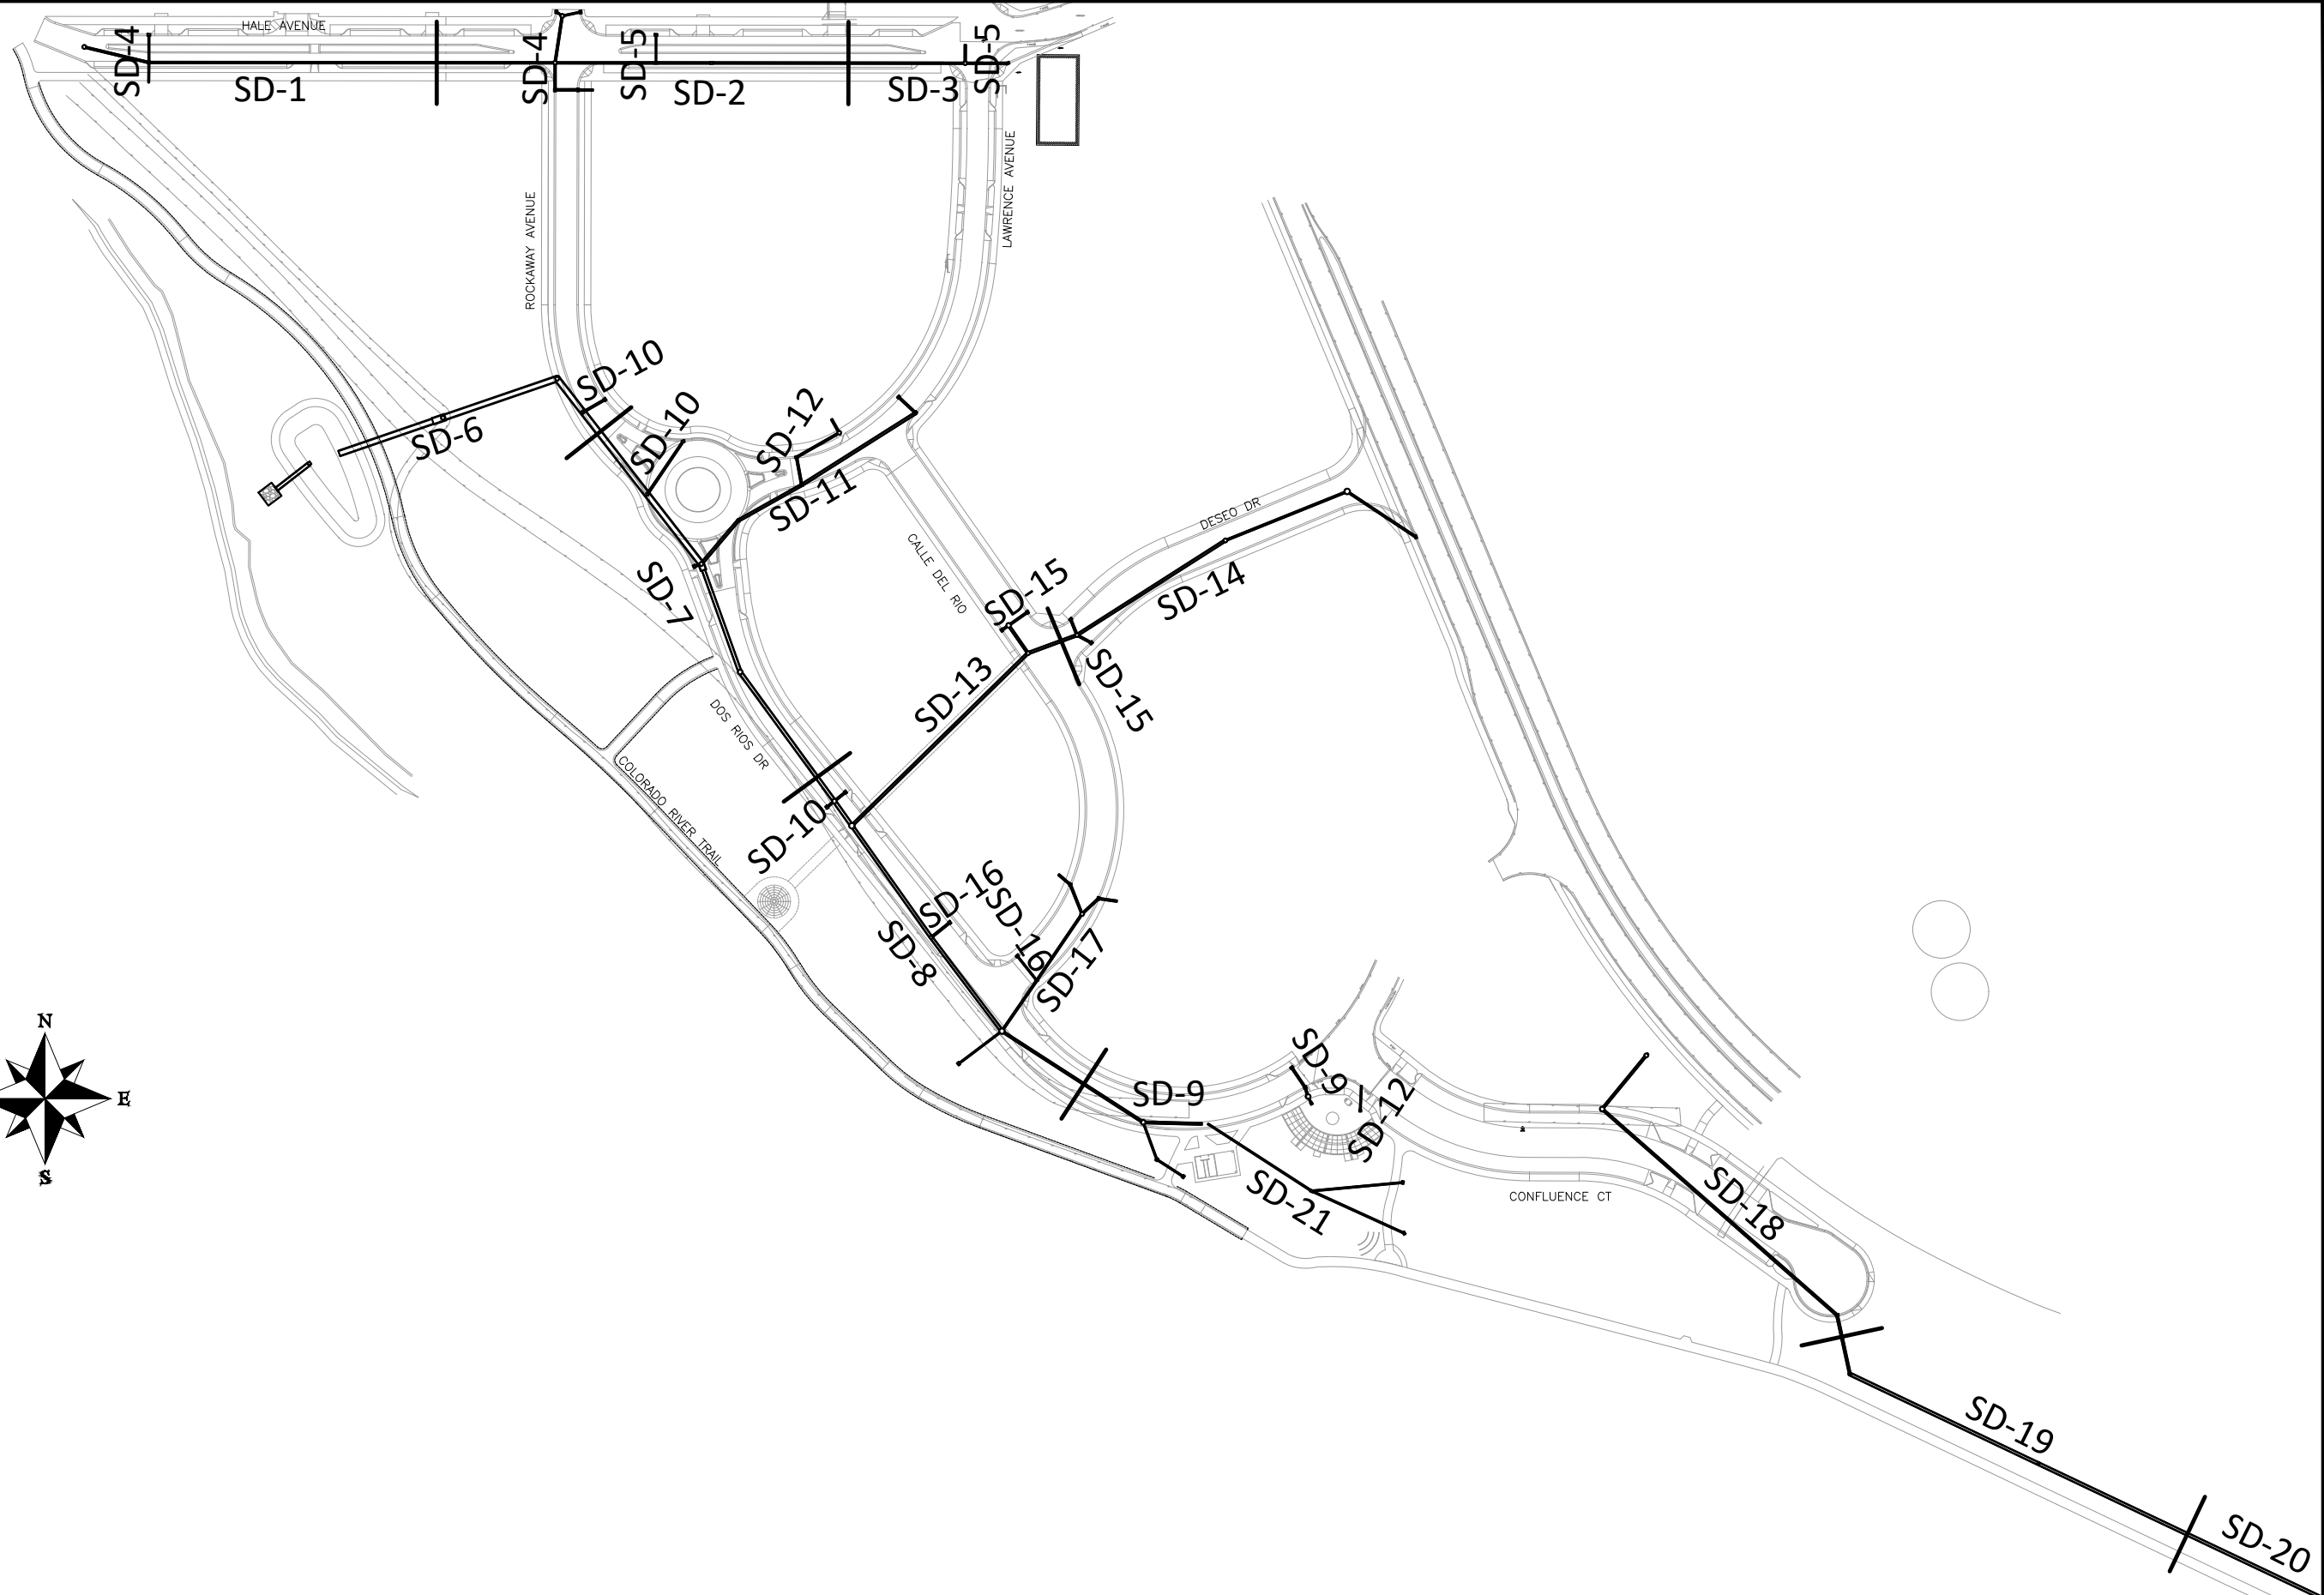 HALE AVENUE
SD-4
SD-1
SD-4
SD-5
SD-2
SD-3
SD-5
ROCKAWAY AVENUE
LAWRENCE AVENUE
SD-10
SD-10
SD-12
SD-6
SD-11
SD-7
CALLE DEL RIO
DESEO DR
SD-15
SD-14
SD-13
SD-15
DOS RIOS DR
COLORADO RIVER TRAIL
SD-10
SD-16
SD-16
SD-8
SD-17
N
E
S
SD-9
SD-9
SD-12
SD-21
CONFLUENCE CT
SD-18
SD-19
SD-20